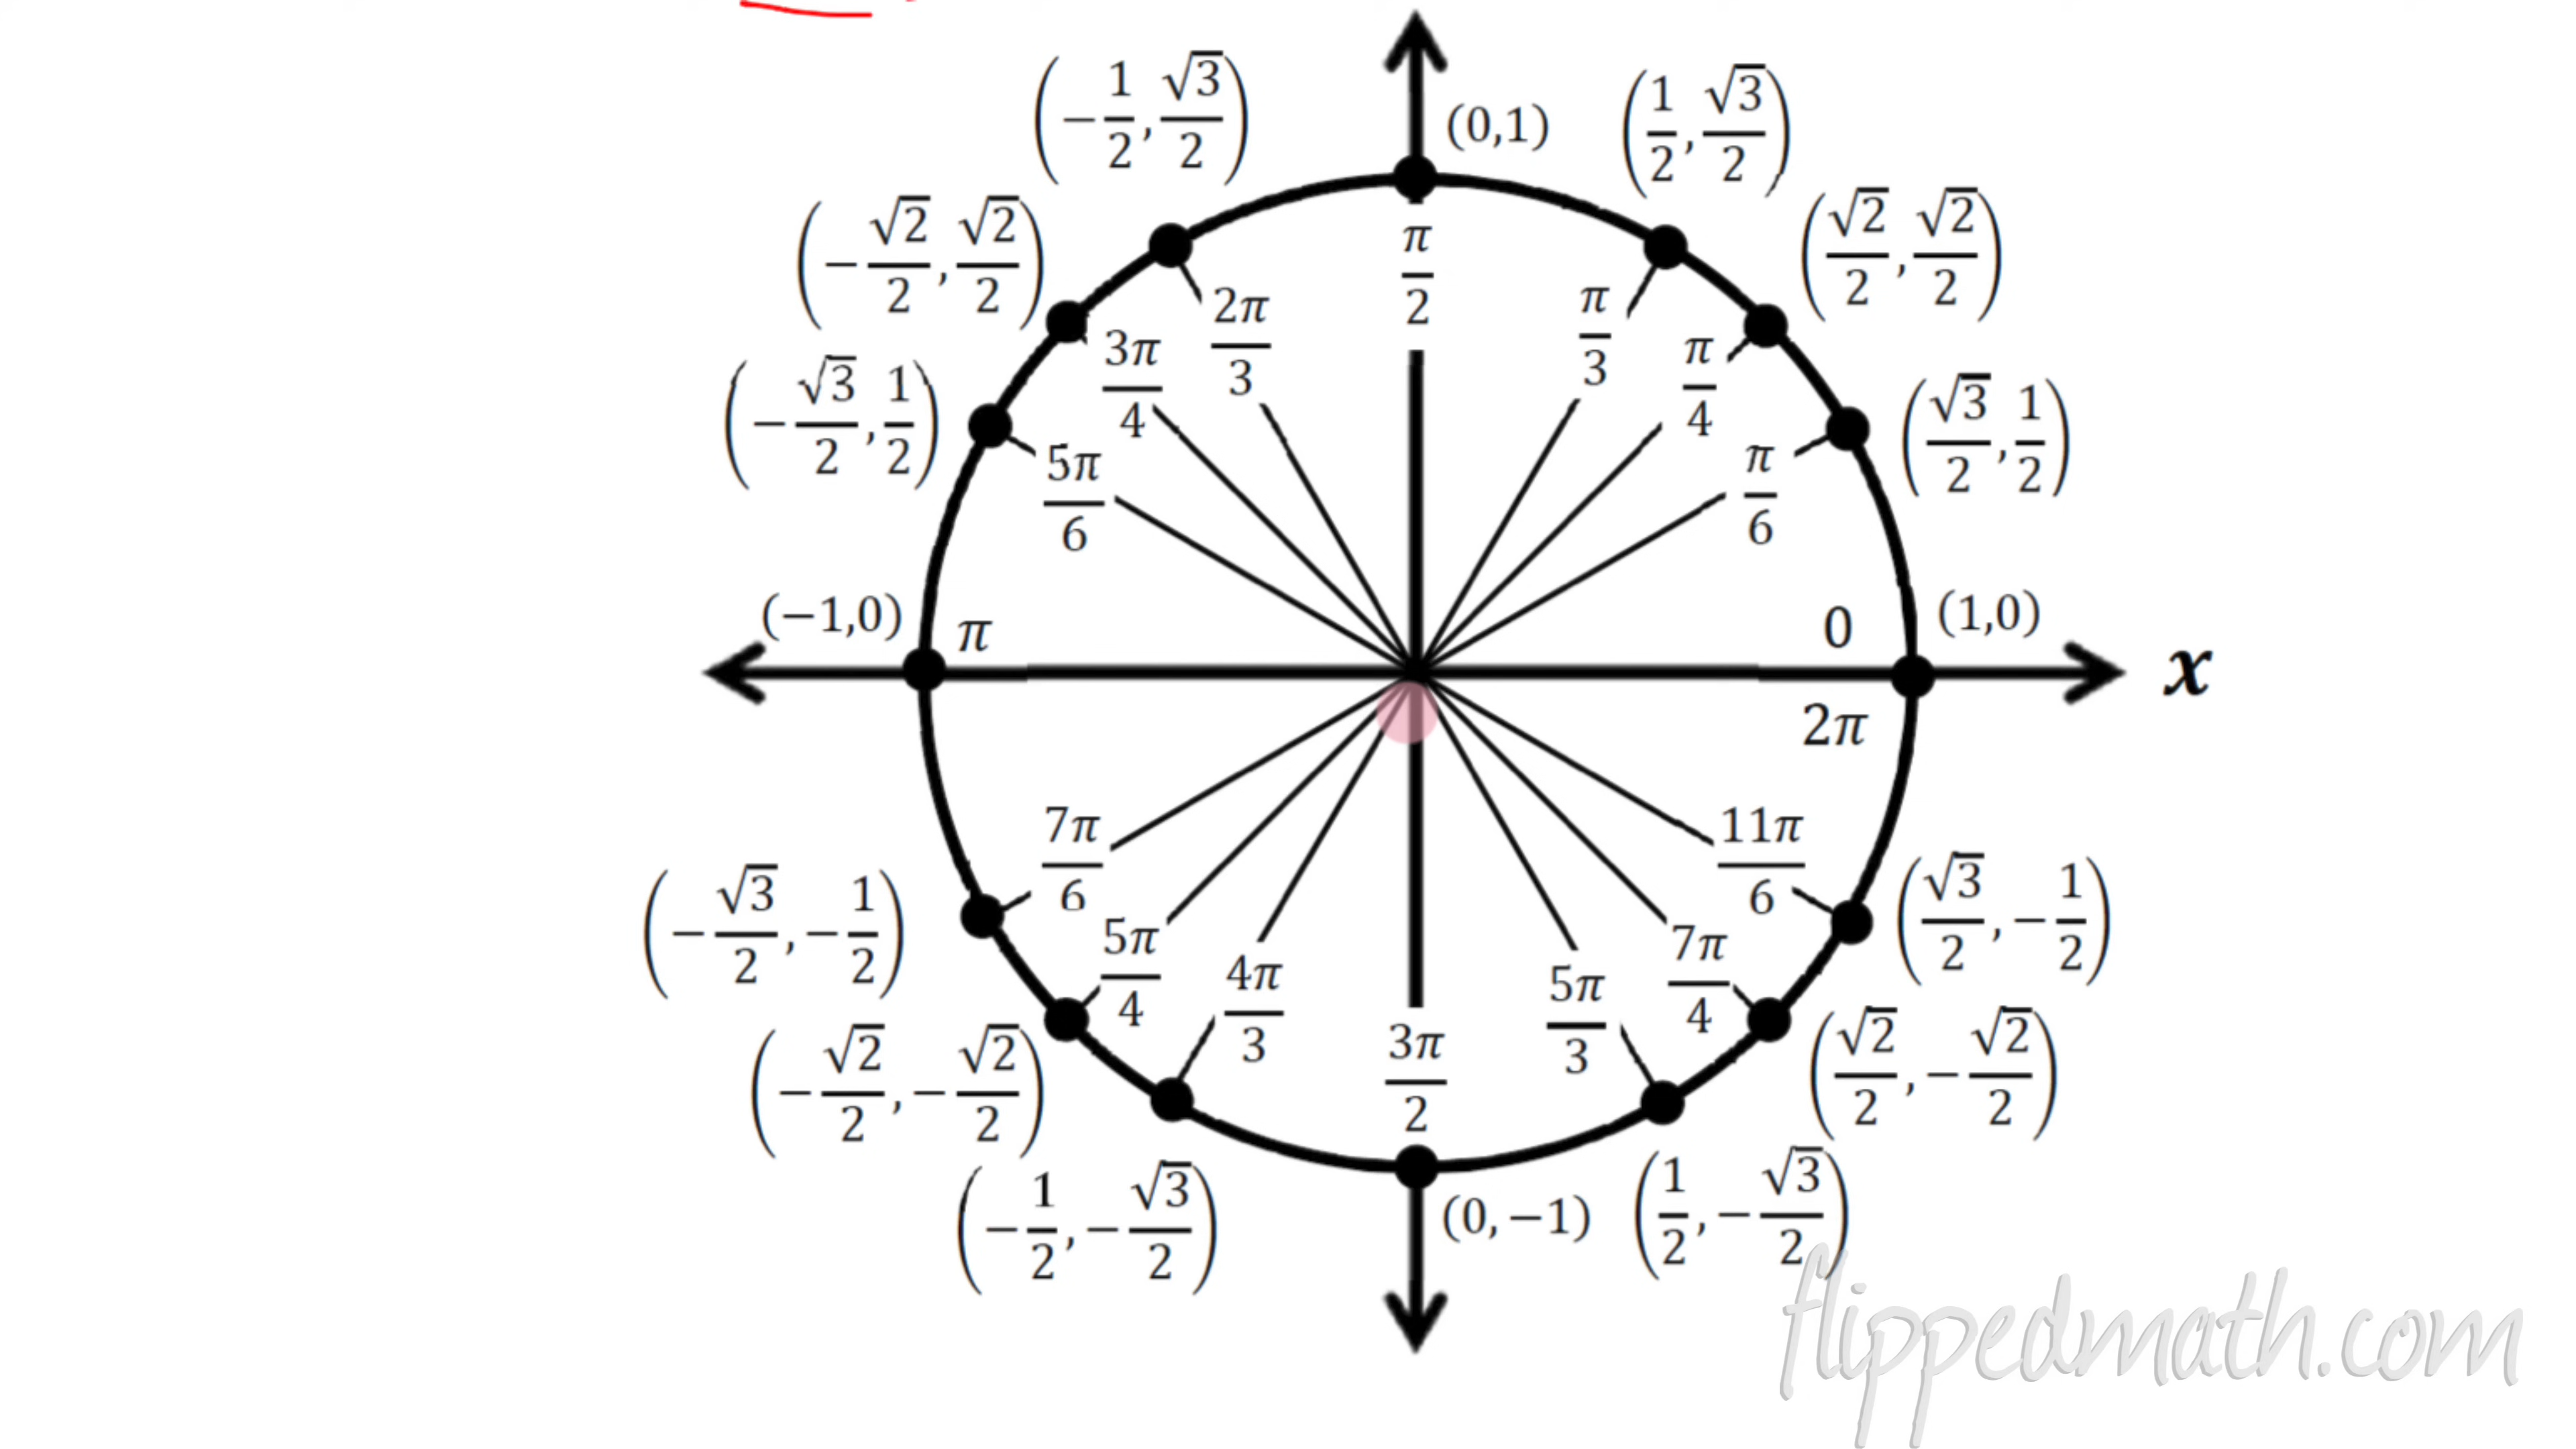 (-1/2, √3/2)
(0,1)
(1/2, √3/2)
(-√2/2, √2/2)
(√2/2, √2/2)
π/2
2π/3
π/3
3π/4
π/4
(-√3/2, 1/2)
(√3/2, 1/2)
5π/6
π/6
(−1,0)
π
0
(1,0)
x
2π
7π/6
11π/6
(-√3/2, -1/2)
(√3/2, -1/2)
5π/4
4π/3
5π/3
7π/4
3π/2
(-√2/2, -√2/2)
(√2/2, -√2/2)
(-1/2, -√3/2)
(0, −1)
(1/2, -√3/2)
flippedmath.com